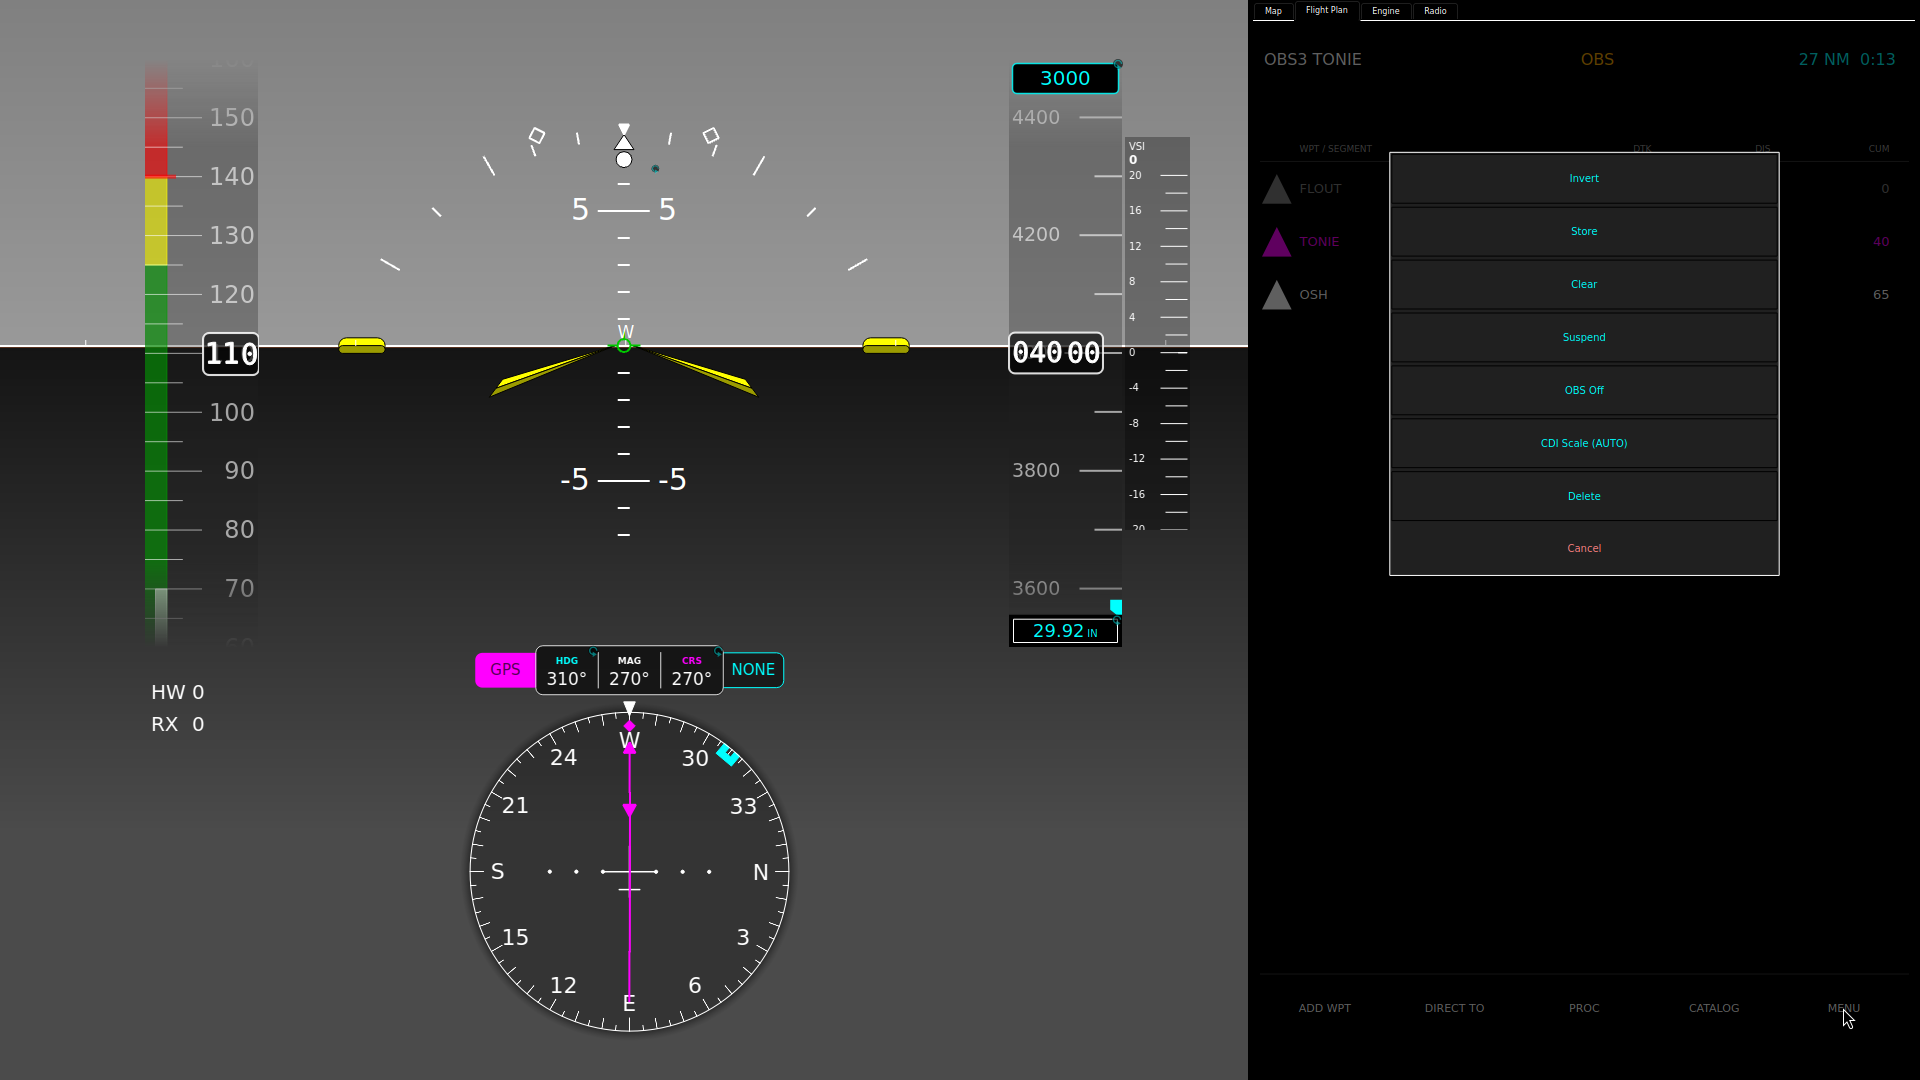 Map Flight Plan Engine Radio
OBS3 TONIE OBS 27 NM 0:13
WPT / SEGMENT DTK DIS CUM
FLOUT 0
TONIE 40
OSH 65
Invert
Store
Clear
Suspend
OBS Off
CDI Scale (AUTO)
Delete
Cancel
ADD WPT DIRECT TO PROC CATALOG MENU
150
140
130
120
110
100
90
80
70
60
5 5
W
-5 -5
3000
4400
4200
04000
3800
3600
29.92 IN
VSI
0
20
16
12
8
4
0
-4
-8
-12
-16
HW 0
RX 0
GPS HDG MAG CRS NONE
310° 270° 270°
W
24 30
21 33
S N
15 3
12 6
E